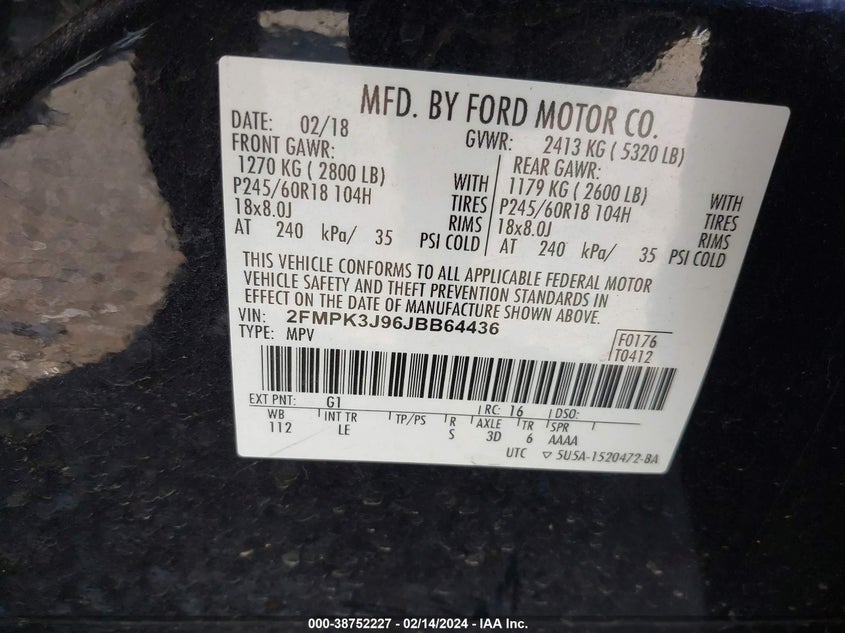 MFD. BY FORD MOTOR CO.
DATE: 02/18 GVWR: 2413 KG ( 5320 LB)
FRONT GAWR: REAR GAWR:
1270 KG ( 2800 LB) WITH 1179 KG ( 2600 LB) WITH
P245/60R18 104H TIRES P245/60R18 104H TIRES
18x8.0J RIMS 18x8.0J RIMS
AT 240 kPa/ 35 PSI COLD AT 240 kPa/ 35 PSI COLD
THIS VEHICLE CONFORMS TO ALL APPLICABLE FEDERAL MOTOR
VEHICLE SAFETY AND THEFT PREVENTION STANDARDS IN
EFFECT ON THE DATE OF MANUFACTURE SHOWN ABOVE.
VIN: 2FMPK3J96JBB64436
TYPE: MPV F0176
T0412
EXT PNT: G1 RC: 16 DSO:
WB INT TR TP/PS R AXLE TR SPR
112 LE S 3D 6 AAAA
UTC ▽ 5U5A-1520472-BA
000-38752227 - 02/14/2024 - IAA Inc.